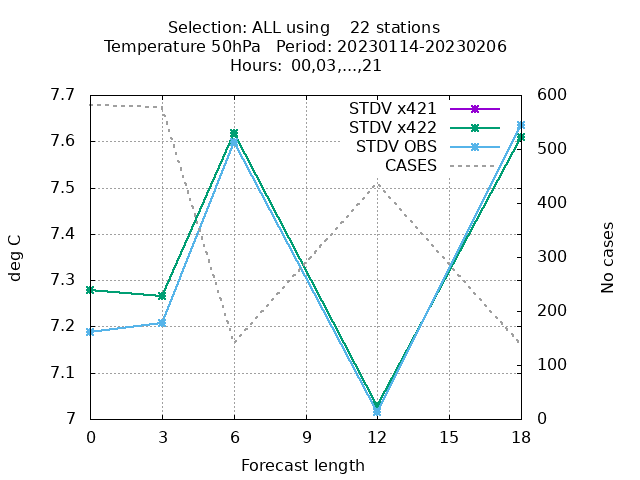 Selection: ALL using    22 stations
Temperature 50hPa   Period: 20230114-20230206
Hours:  00,03,...,21
STDV x421
STDV x422
STDV OBS
CASES
7.7
7.6
7.5
7.4
7.3
7.2
7.1
7
deg C
600
500
400
300
200
100
0
No cases
0 3 6 9 12 15 18
Forecast length